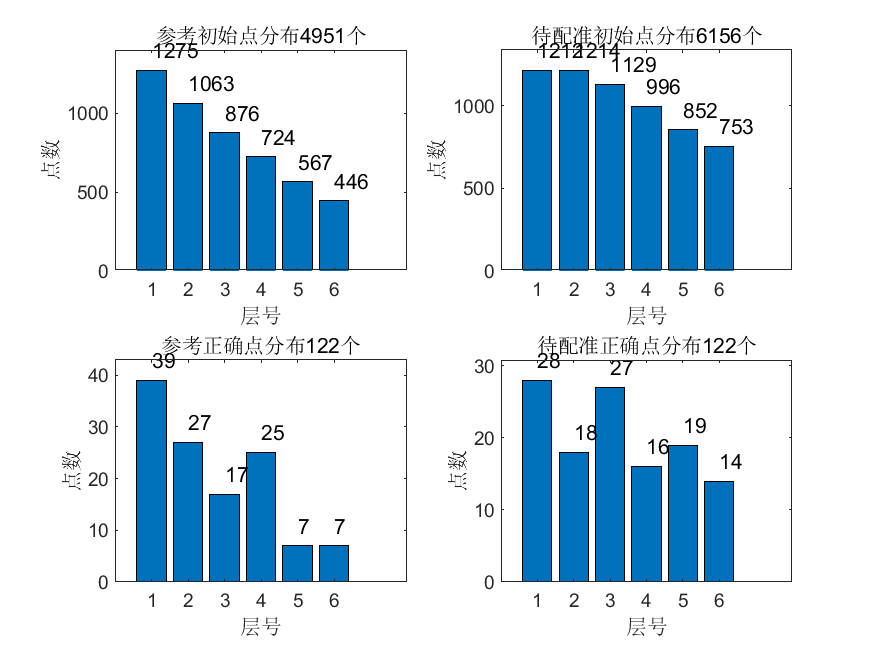 参考初始点分布4951个
1275
1063
876
724
567
446
1000
500
0
点数
1 2 3 4 5 6
层号
待配准初始点分布6156个
1212
1214
1129
996
852
753
1000
500
0
点数
1 2 3 4 5 6
层号
参考正确点分布122个
39
27
17
25
7
7
40
30
20
10
0
点数
1 2 3 4 5 6
层号
待配准正确点分布122个
28
18
27
16
19
14
30
20
10
0
点数
1 2 3 4 5 6
层号